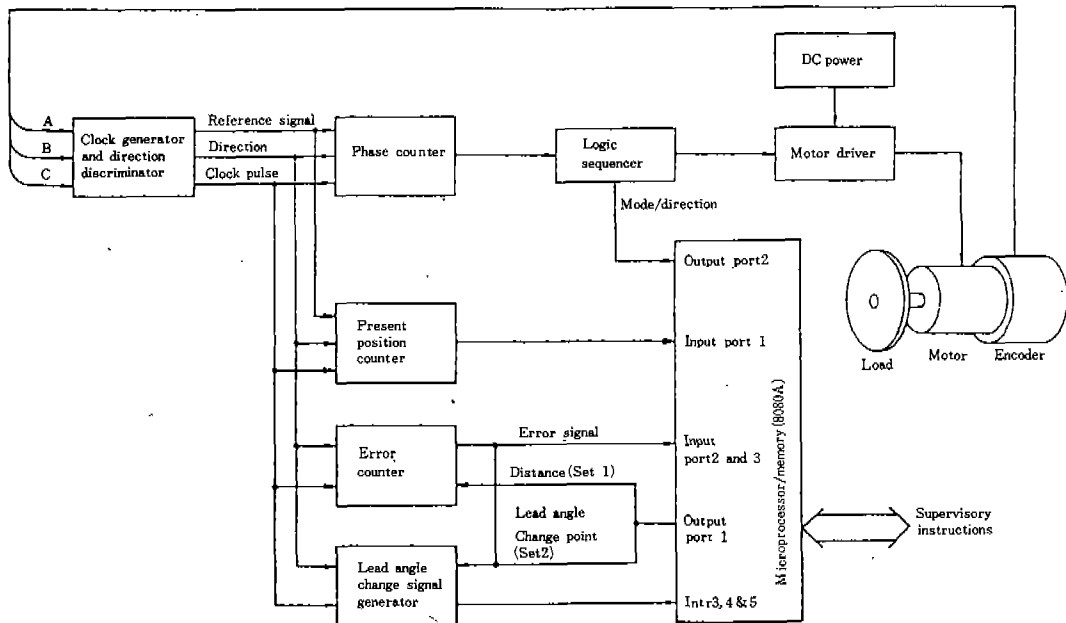 DC power
A
B
C
Clock generator
and direction
discriminator
Reference signal
Direction
Clock pulse
Phase counter
Logic
sequencer
Motor driver
Mode/direction
Output port2
Present
position
counter
Input port 1
Load
Motor
Encoder
Error
counter
Error signal
Input
port2 and 3
Distance(Set 1)
Lead angle
Change point
(Set2)
Output
port 1
Microprocessor/memory(8080A)
Supervisory
instructions
Lead angle
change signal
generator
Intr3,4&5